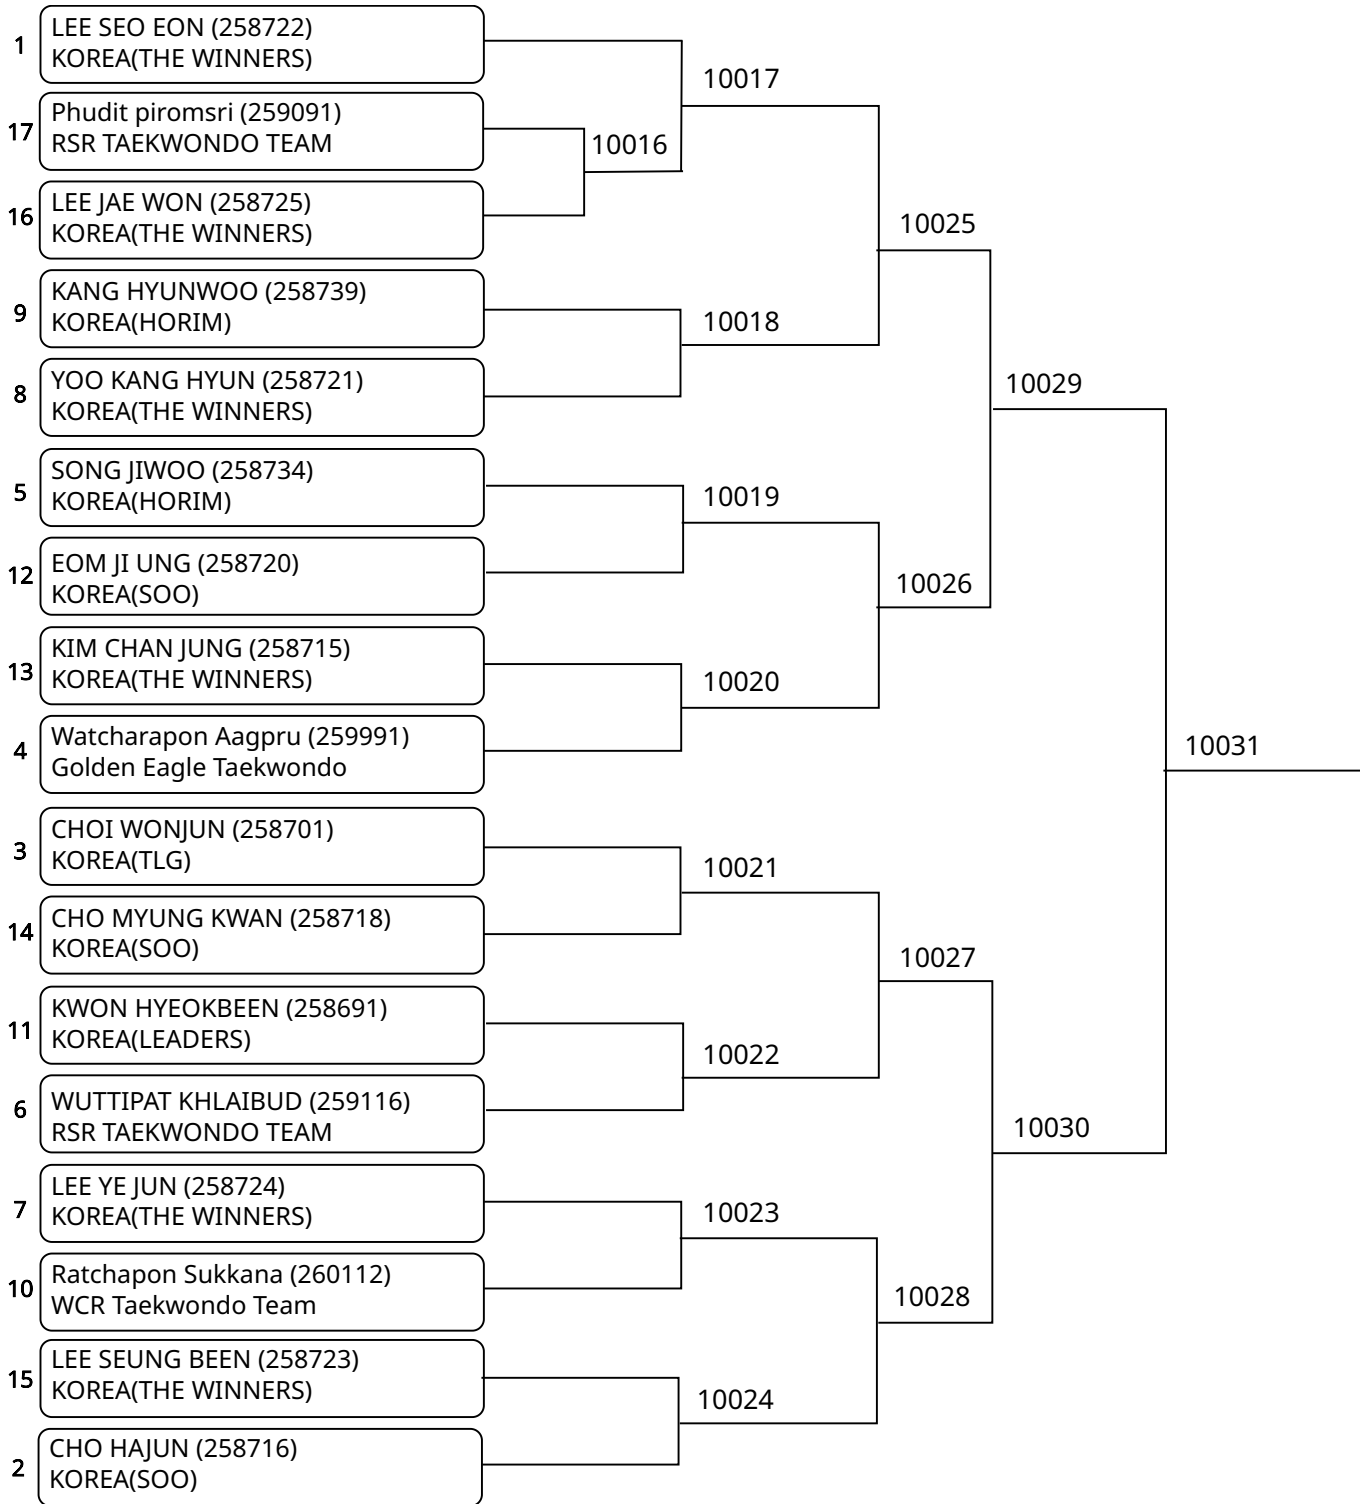 1
LEE SEO EON (258722)
KOREA(THE WINNERS)
10017
17
Phudit piromsri (259091)
RSR TAEKWONDO TEAM
10016
16
LEE JAE WON (258725)
KOREA(THE WINNERS)
10025
9
KANG HYUNWOO (258739)
KOREA(HORIM)
10018
8
YOO KANG HYUN (258721)
KOREA(THE WINNERS)
10029
5
SONG JIWOO (258734)
KOREA(HORIM)
10019
12
EOM JI UNG (258720)
KOREA(SOO)
10026
13
KIM CHAN JUNG (258715)
KOREA(THE WINNERS)
10020
4
Watcharapon Aagpru (259991)
Golden Eagle Taekwondo
10031
3
CHOI WONJUN (258701)
KOREA(TLG)
10021
14
CHO MYUNG KWAN (258718)
KOREA(SOO)
10027
11
KWON HYEOKBEEN (258691)
KOREA(LEADERS)
10022
6
WUTTIPAT KHLAIBUD (259116)
RSR TAEKWONDO TEAM
10030
7
LEE YE JUN (258724)
KOREA(THE WINNERS)
10023
10
Ratchapon Sukkana (260112)
WCR Taekwondo Team
10028
15
LEE SEUNG BEEN (258723)
KOREA(THE WINNERS)
10024
2
CHO HAJUN (258716)
KOREA(SOO)